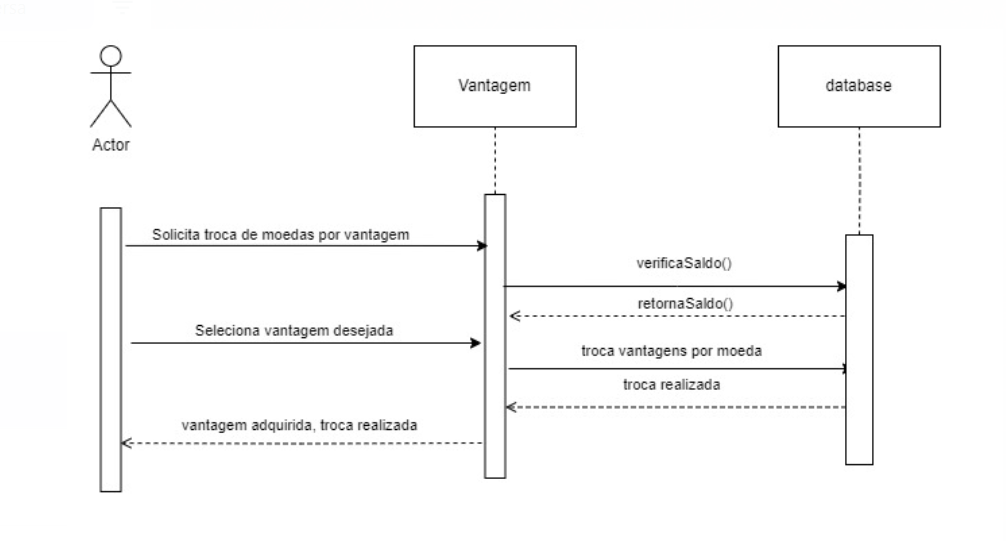 Vantagem
database
Actor
Solicita troca de moedas por vantagem
verificaSaldo()
retornaSaldo()
Seleciona vantagem desejada
troca vantagens por moeda
troca realizada
vantagem adquirida, troca realizada